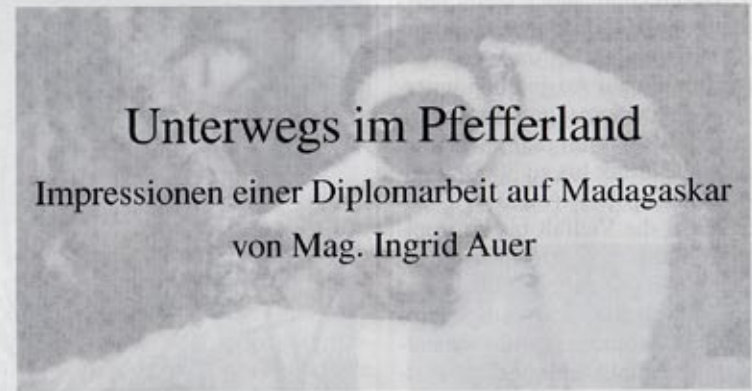 Unterwegs im Pfefferland
Impressionen einer Diplomarbeit auf Madagaskar
von Mag. Ingrid Auer